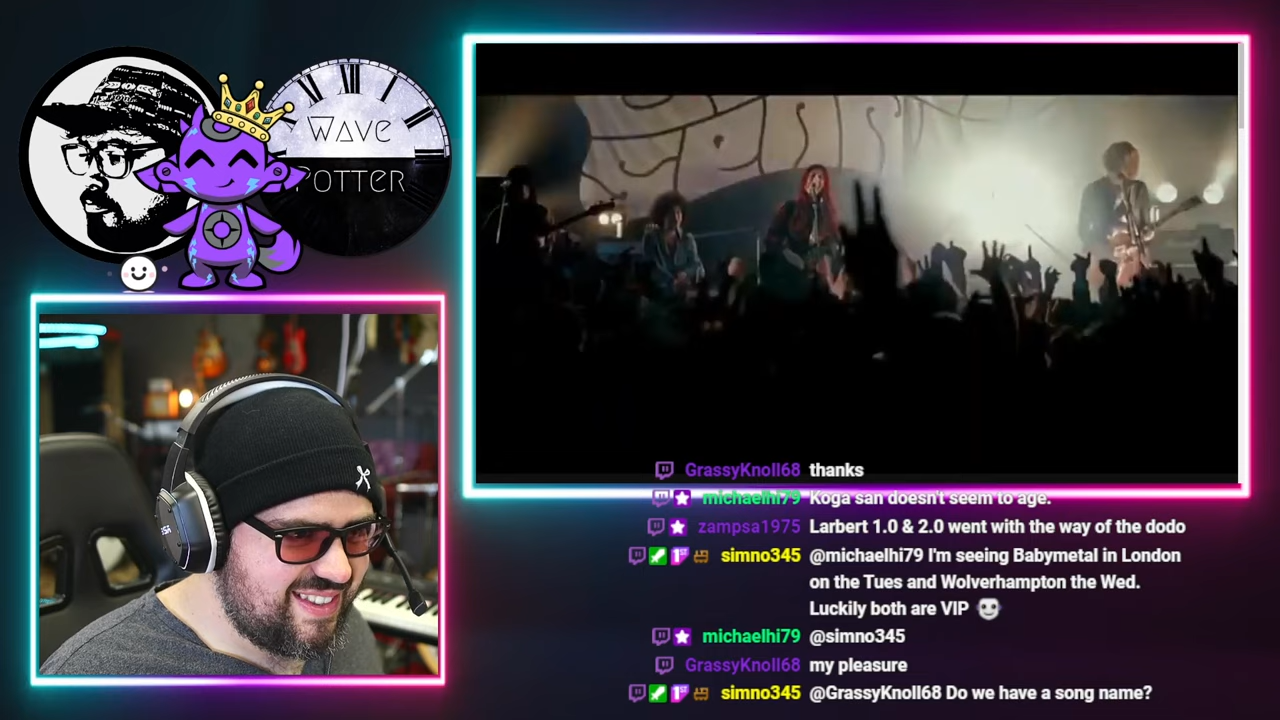 WAVE
POTTER
GrassyKnoll68 thanks
michaelhi79 Koga san doesn't seem to age.
zampsa1975 Larbert 1.0 & 2.0 went with the way of the dodo
simno345 @michaelhi79 I'm seeing Babymetal in London
on the Tues and Wolverhampton the Wed.
Luckily both are VIP
michaelhi79 @simno345
GrassyKnoll68 my pleasure
simno345 @GrassyKnoll68 Do we have a song name?